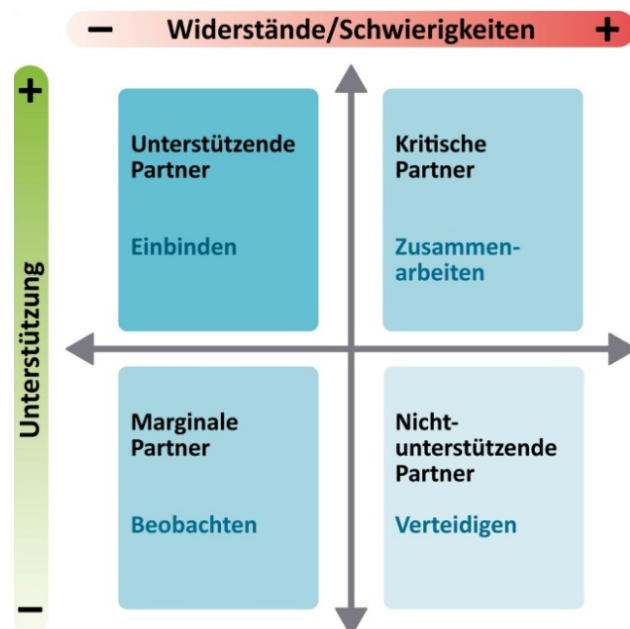 – Widerstände/Schwierigkeiten +
+
Unterstützung
–
Unterstützende
Partner
Einbinden
Kritische
Partner
Zusammen-
arbeiten
Marginale
Partner
Beobachten
Nicht-
unterstützende
Partner
Verteidigen